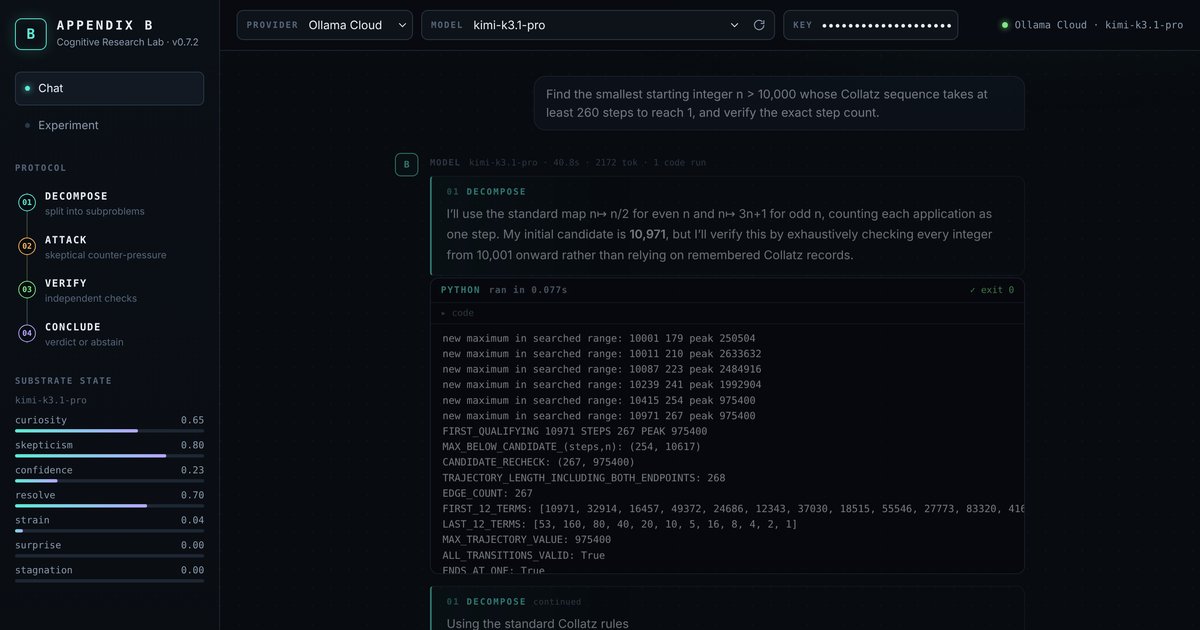 B
APPENDIX B
Cognitive Research Lab · v0.7.2
PROVIDER Ollama Cloud
MODEL kimi-k3.1-pro
KEY ••••••••••••••••••••
Ollama Cloud · kimi-k3.1-pro
Chat
Experiment
PROTOCOL
01 DECOMPOSE
split into subproblems
02 ATTACK
skeptical counter-pressure
03 VERIFY
independent checks
04 CONCLUDE
verdict or abstain
SUBSTRATE STATE
kimi-k3.1-pro
curiosity 0.65
skepticism 0.80
confidence 0.23
resolve 0.70
strain 0.04
surprise 0.00
stagnation 0.00
Find the smallest starting integer n > 10,000 whose Collatz sequence takes at
least 260 steps to reach 1, and verify the exact step count.
B
MODEL kimi-k3.1-pro · 40.8s · 2172 tok · 1 code run
01 DECOMPOSE
I'll use the standard map n↦ n/2 for even n and n↦ 3n+1 for odd n, counting each application as
one step. My initial candidate is 10,971, but I'll verify this by exhaustively checking every integer
from 10,001 onward rather than relying on remembered Collatz records.
PYTHON ran in 0.077s ✓ exit 0
▸ code
new maximum in searched range: 10001 179 peak 250504
new maximum in searched range: 10011 210 peak 2633632
new maximum in searched range: 10087 223 peak 2484916
new maximum in searched range: 10239 241 peak 1992904
new maximum in searched range: 10415 254 peak 975400
new maximum in searched range: 10971 267 peak 975400
FIRST_QUALIFYING 10971 STEPS 267 PEAK 975400
MAX_BELOW_CANDIDATE_(steps,n): (254, 10617)
CANDIDATE_RECHECK: (267, 975400)
TRAJECTORY_LENGTH_INCLUDING_BOTH_ENDPOINTS: 268
EDGE_COUNT: 267
FIRST_12_TERMS: [10971, 32914, 16457, 49372, 24686, 12343, 37030, 18515, 55546, 27773, 83320, 416
LAST_12_TERMS: [53, 160, 80, 40, 20, 10, 5, 16, 8, 4, 2, 1]
MAX_TRAJECTORY_VALUE: 975400
ALL_TRANSITIONS_VALID: True
ENDS_AT_ONE: True
01 DECOMPOSE continued
Using the standard Collatz rules